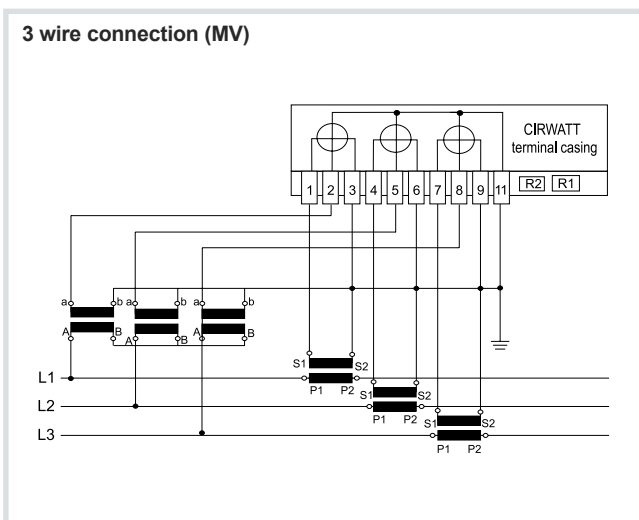 3 wire connection (MV)
CIRWATT
terminal casing
1 2 3 4 5 6 7 8 9 11 R2 R1
a b a b a b
A B A B A B
S1 S2
L1
P1 P2 S1 S2
L2
P1 P2 S1 S2
L3
P1 P2